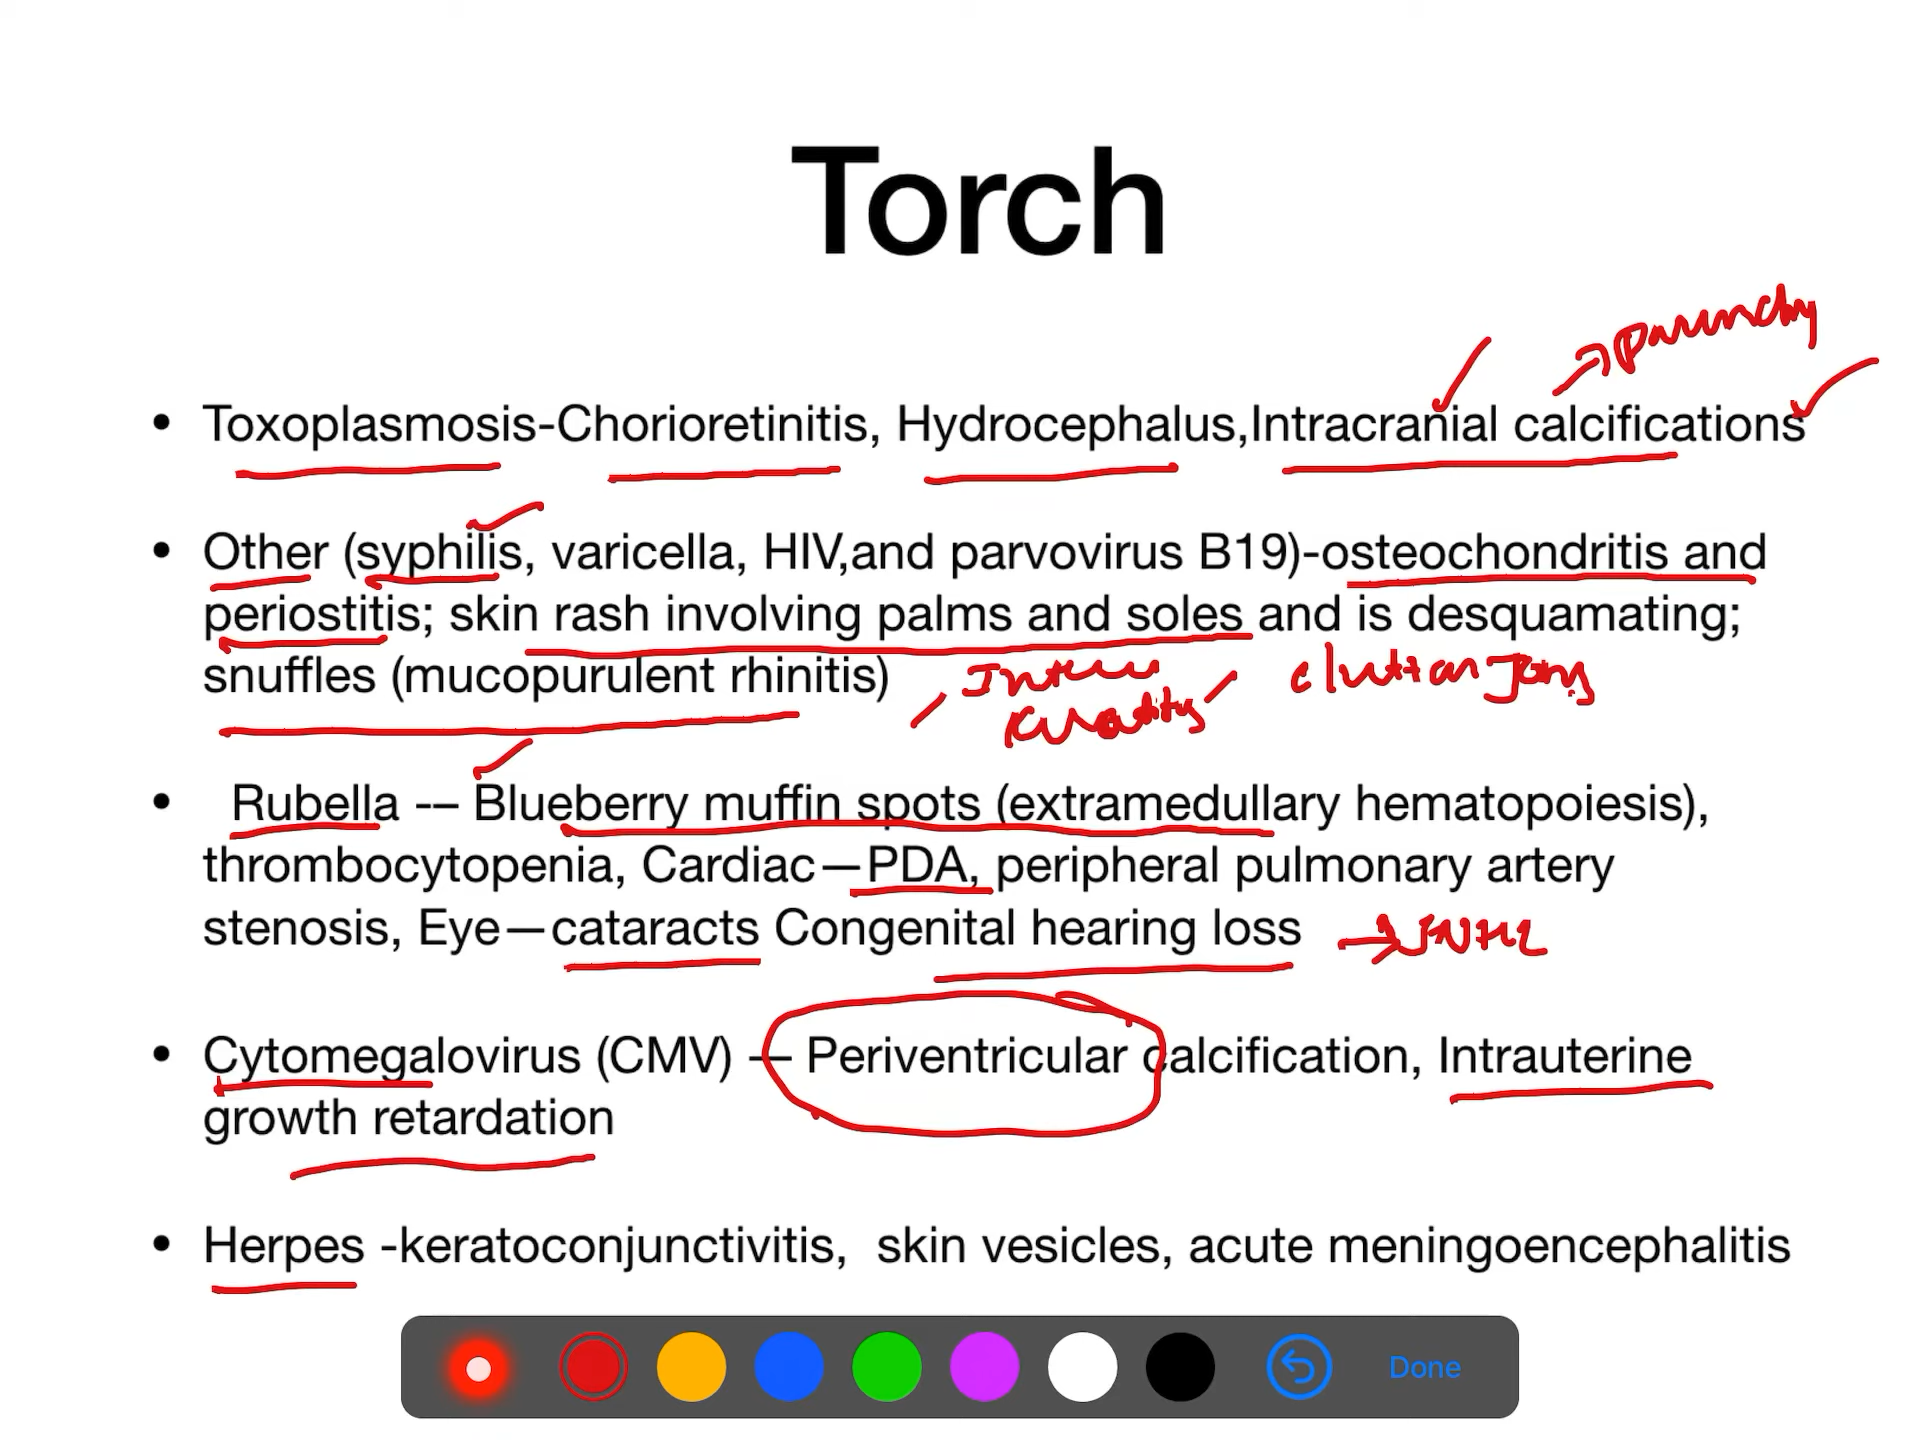 Torch
• Toxoplasmosis-Chorioretinitis, Hydrocephalus,Intracranial calcifications
• Other (syphilis, varicella, HIV,and parvovirus B19)-osteochondritis and
periostitis; skin rash involving palms and soles and is desquamating;
snuffles (mucopurulent rhinitis)
• Rubella -– Blueberry muffin spots (extramedullary hematopoiesis),
thrombocytopenia, Cardiac—PDA, peripheral pulmonary artery
stenosis, Eye—cataracts Congenital hearing loss
• Cytomegalovirus (CMV) -– Periventricular calcification, Intrauterine
growth retardation
• Herpes -keratoconjunctivitis, skin vesicles, acute meningoencephalitis
Done